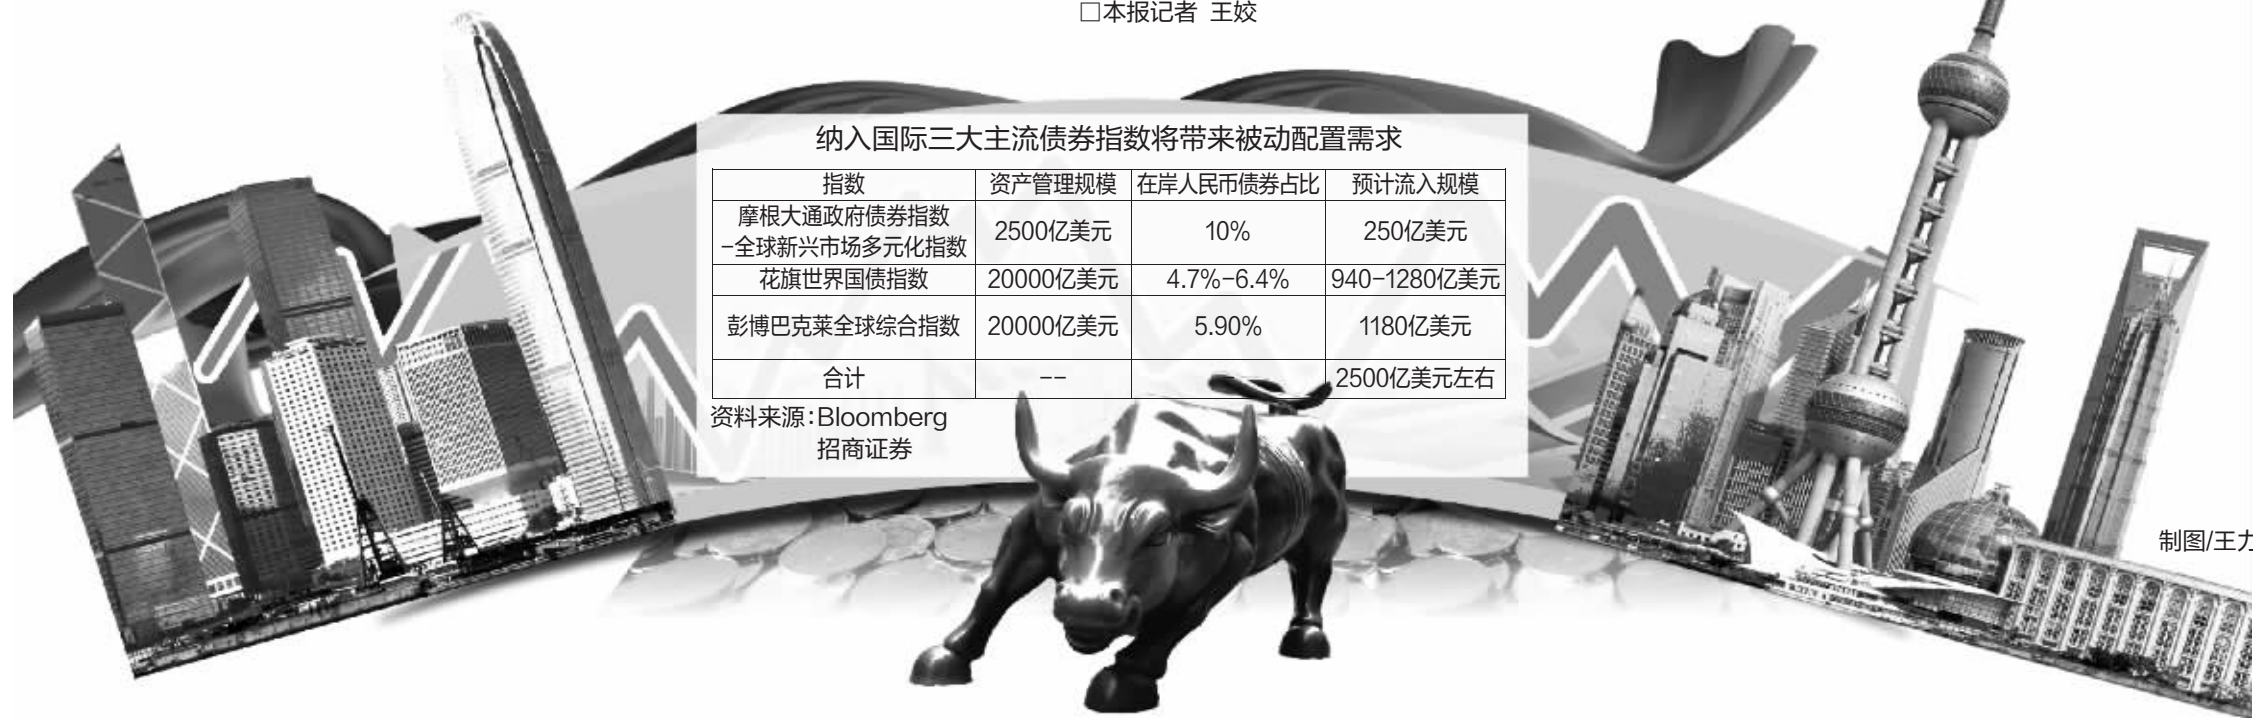 □本报记者 王姣
纳入国际三大主流债券指数将带来被动配置需求
指数 资产管理规模 在岸人民币债券占比 预计流入规模
摩根大通政府债券指数
-全球新兴市场多元化指数 2500亿美元 10% 250亿美元
花旗世界国债指数 20000亿美元 4.7%-6.4% 940-1280亿美元
彭博巴克莱全球综合指数 20000亿美元 5.90% 1180亿美元
合计 -- 2500亿美元左右
资料来源:Bloomberg
招商证券
制图/王力